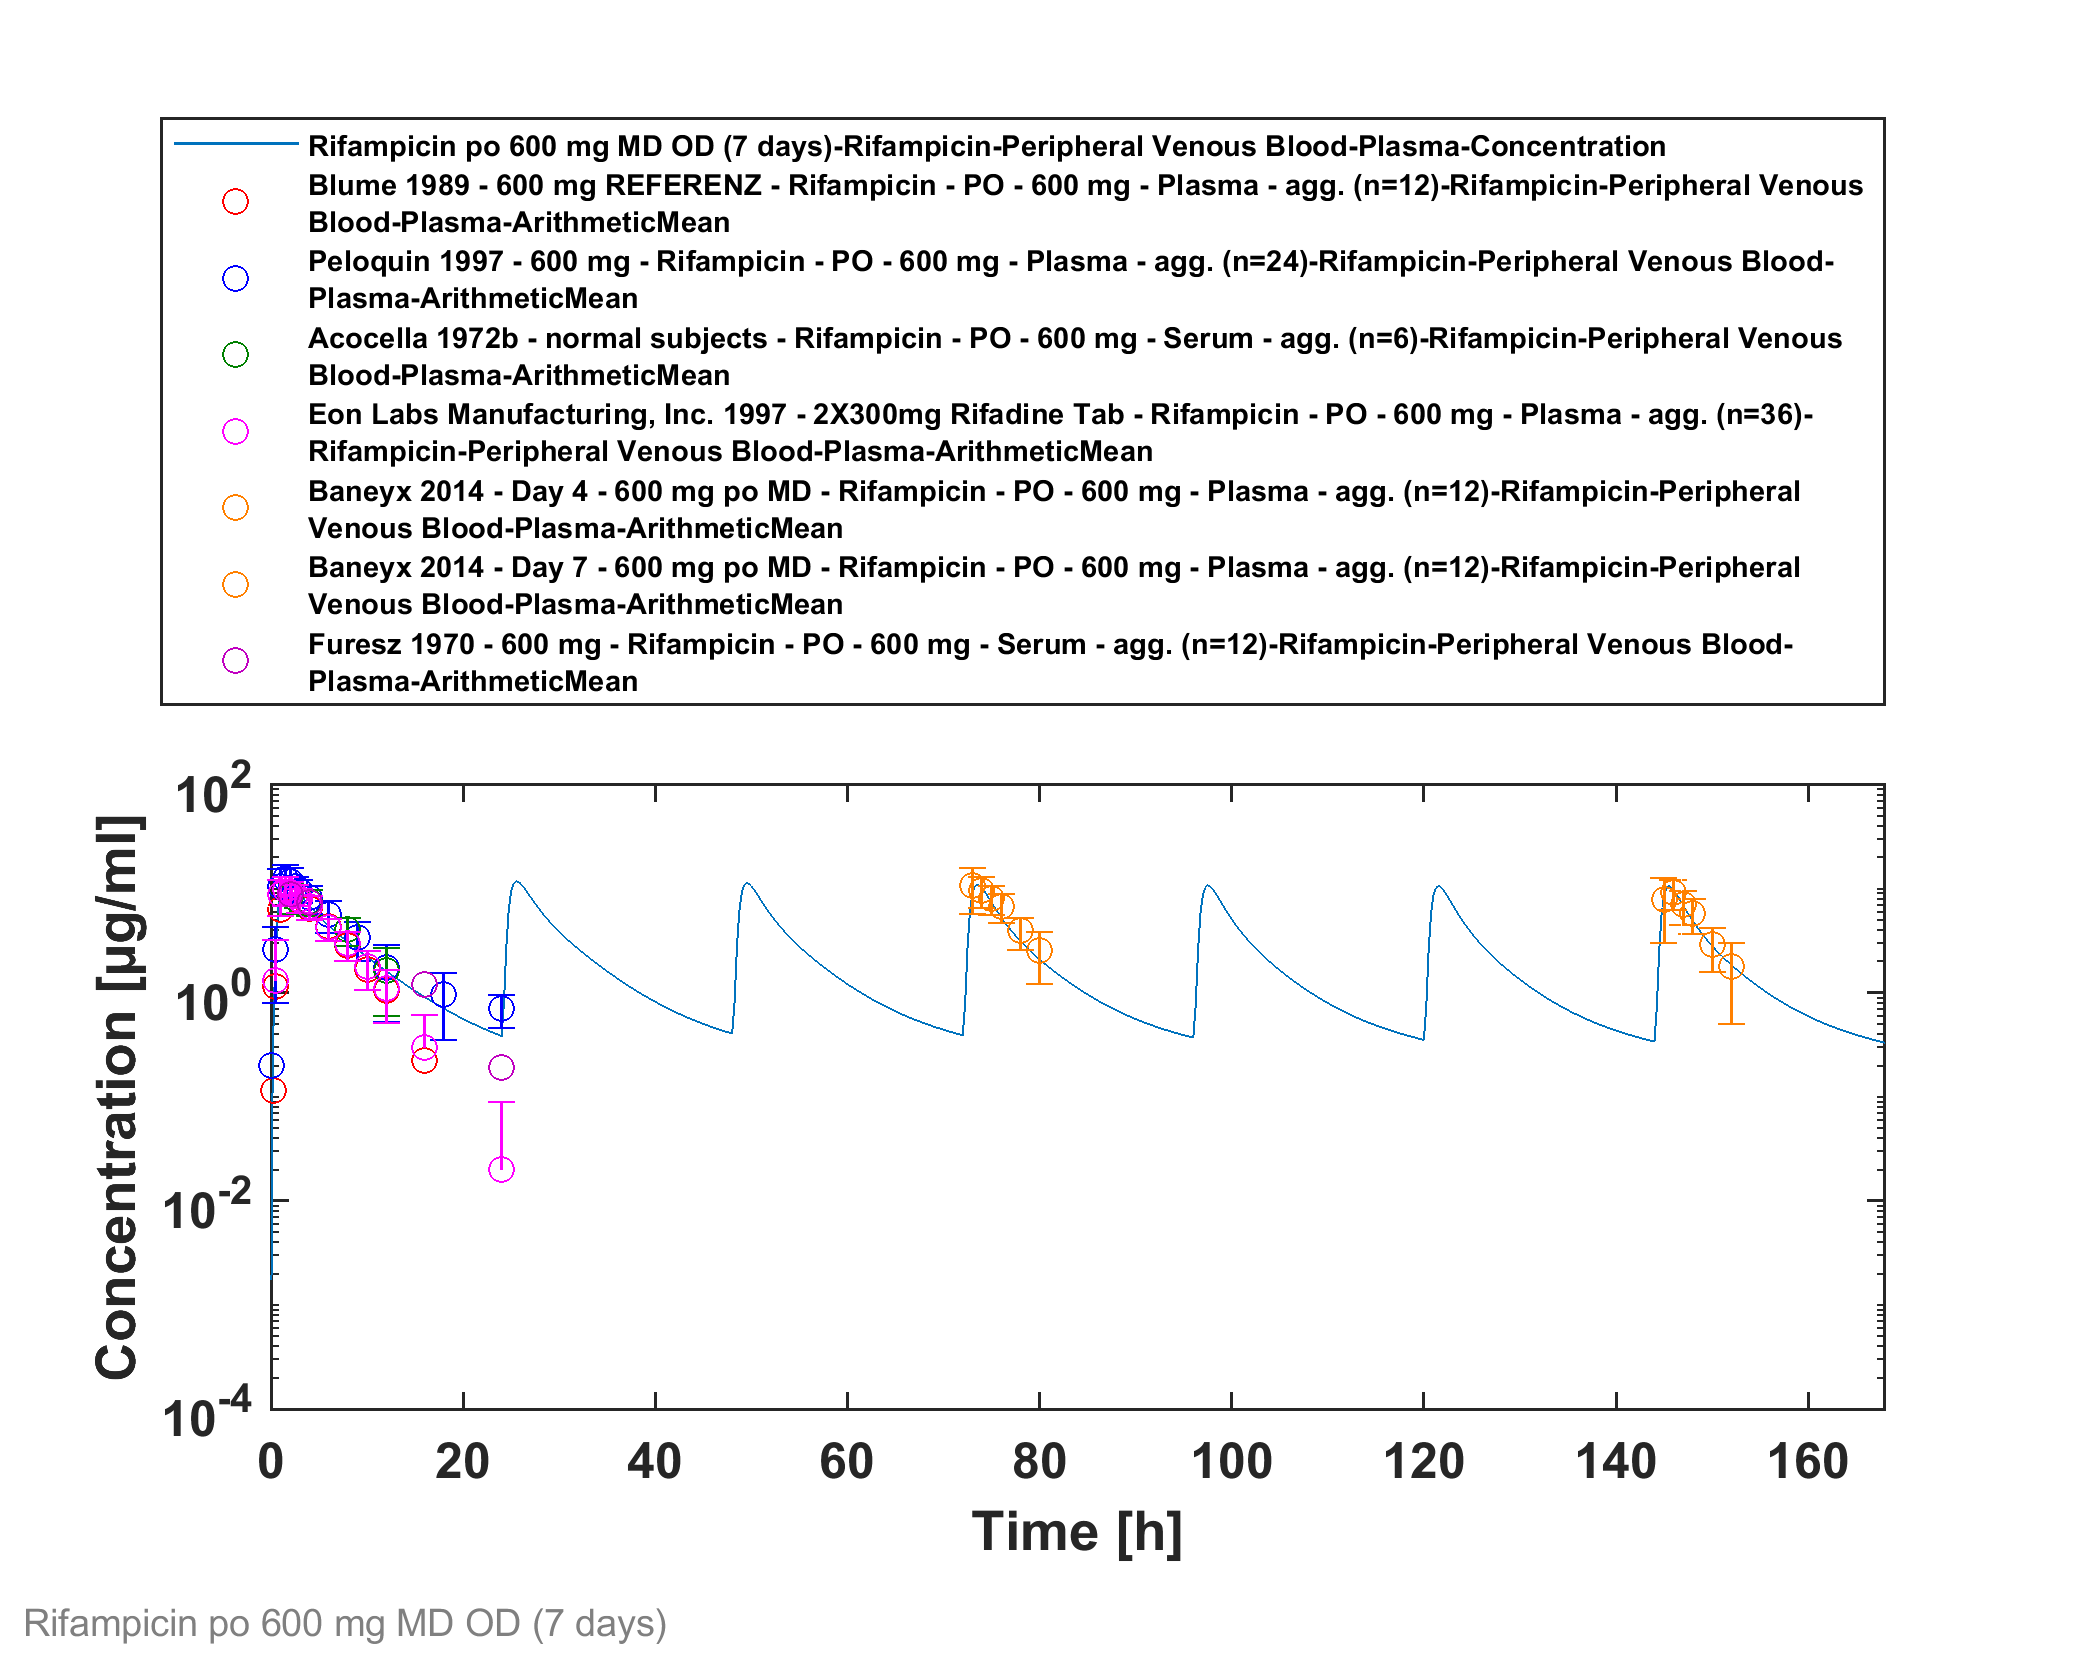 Rifampicin po 600 mg MD OD (7 days)-Rifampicin-Peripheral Venous Blood-Plasma-Concentration
Blume 1989 - 600 mg REFERENZ - Rifampicin - PO - 600 mg - Plasma - agg. (n=12)-Rifampicin-Peripheral Venous
Blood-Plasma-ArithmeticMean
Peloquin 1997 - 600 mg - Rifampicin - PO - 600 mg - Plasma - agg. (n=24)-Rifampicin-Peripheral Venous Blood-
Plasma-ArithmeticMean
Acocella 1972b - normal subjects - Rifampicin - PO - 600 mg - Serum - agg. (n=6)-Rifampicin-Peripheral Venous
Blood-Plasma-ArithmeticMean
Eon Labs Manufacturing, Inc. 1997 - 2X300mg Rifadine Tab - Rifampicin - PO - 600 mg - Plasma - agg. (n=36)-
Rifampicin-Peripheral Venous Blood-Plasma-ArithmeticMean
Baneyx 2014 - Day 4 - 600 mg po MD - Rifampicin - PO - 600 mg - Plasma - agg. (n=12)-Rifampicin-Peripheral
Venous Blood-Plasma-ArithmeticMean
Baneyx 2014 - Day 7 - 600 mg po MD - Rifampicin - PO - 600 mg - Plasma - agg. (n=12)-Rifampicin-Peripheral
Venous Blood-Plasma-ArithmeticMean
Furesz 1970 - 600 mg - Rifampicin - PO - 600 mg - Serum - agg. (n=12)-Rifampicin-Peripheral Venous Blood-
Plasma-ArithmeticMean
Concentration [µg/ml]
10^2
10^0
10^-2
10^-4
0 20 40 60 80 100 120 140 160
Time [h]
Rifampicin po 600 mg MD OD (7 days)